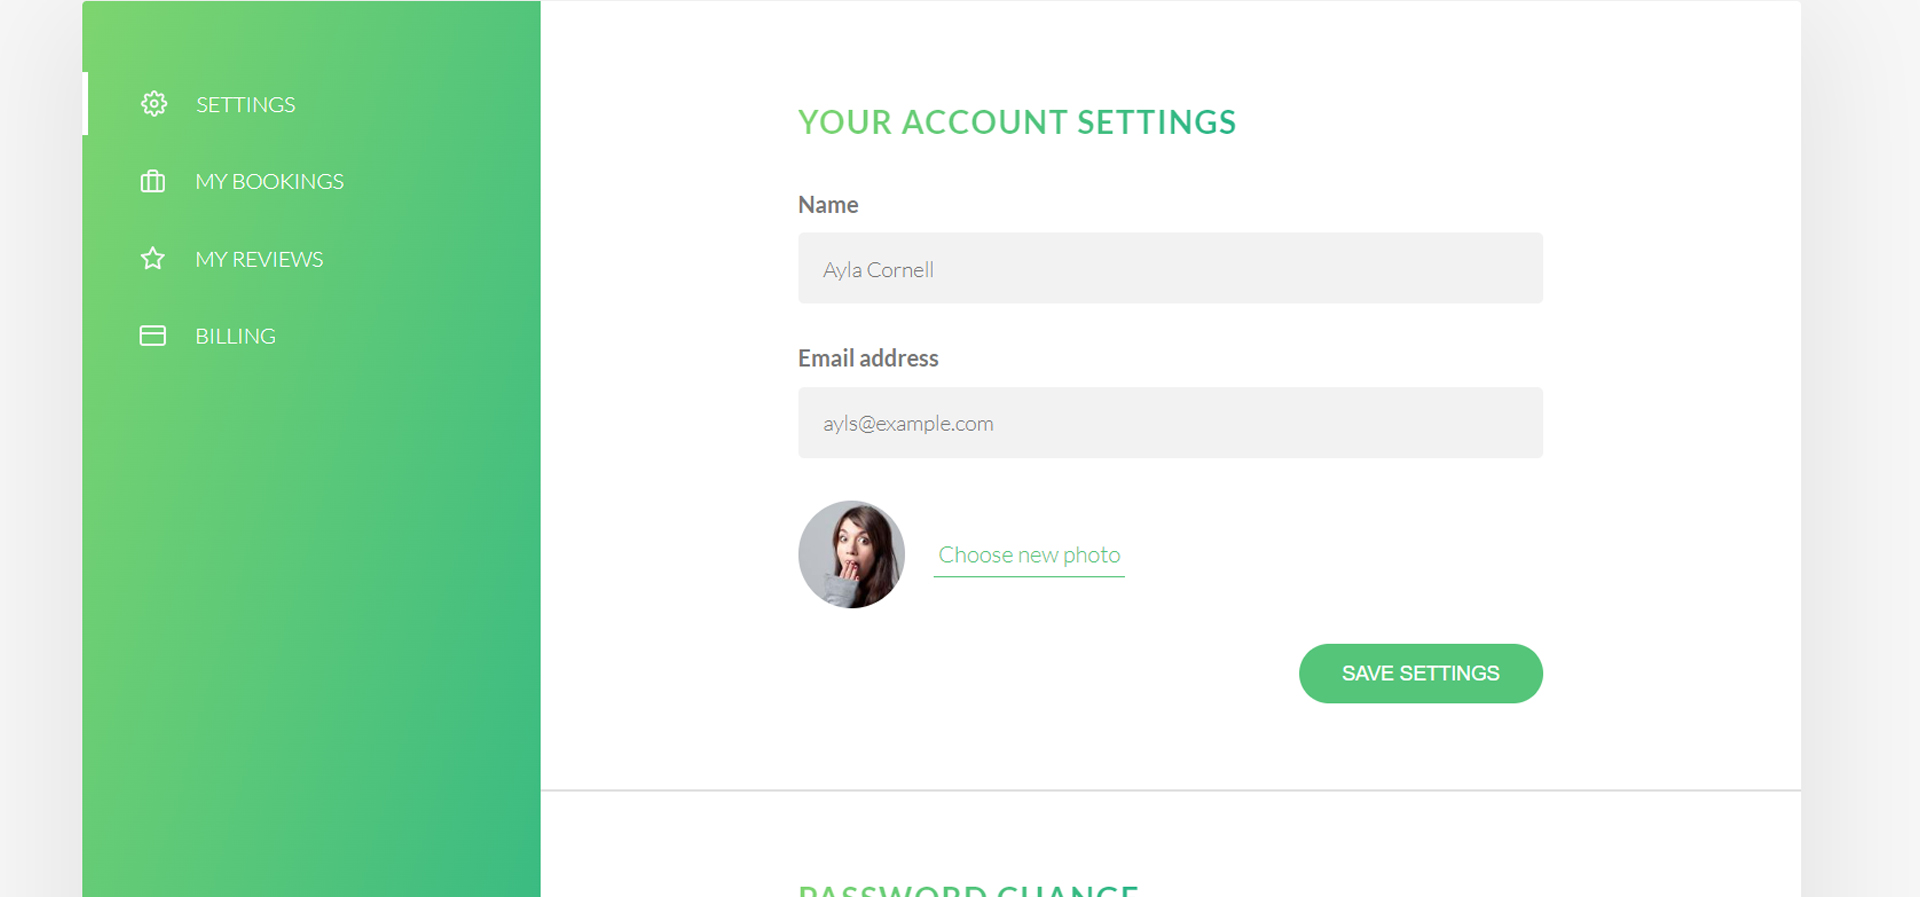 SETTINGS
MY BOOKINGS
MY REVIEWS
BILLING
YOUR ACCOUNT SETTINGS
Name
Ayla Cornell
Email address
ayls@example.com
Choose new photo
SAVE SETTINGS
PASSWORD CHANGE